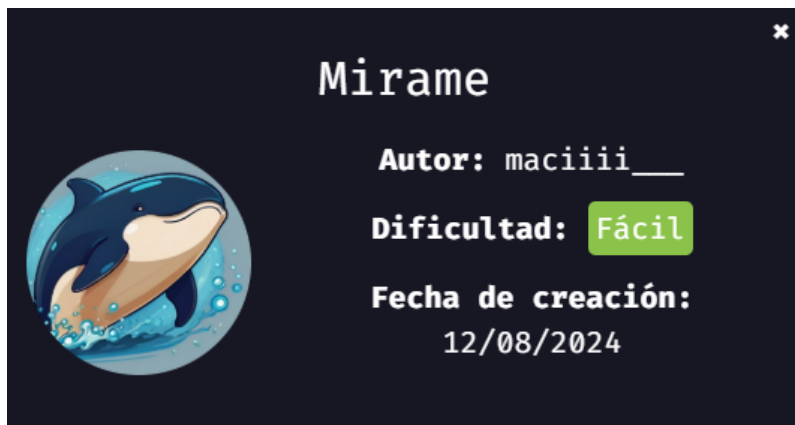 ✖
Mirame
Autor: maciiii___
Dificultad: Fácil
Fecha de creación:
12/08/2024